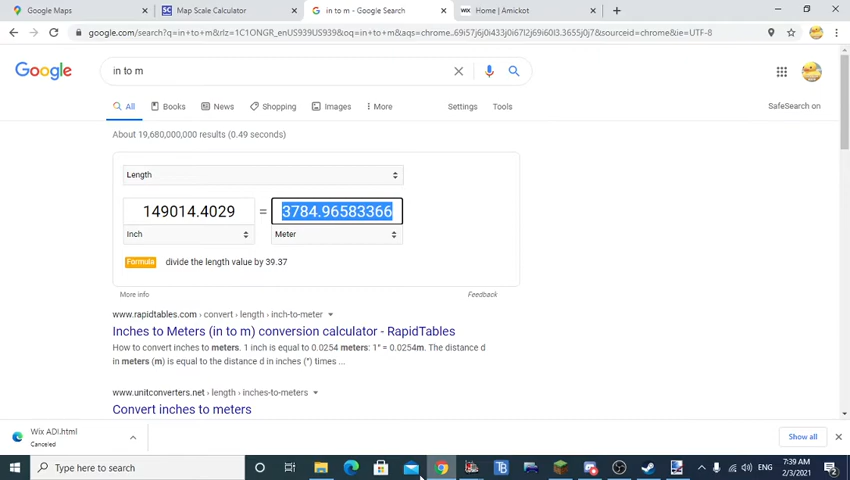 Google Maps
Map Scale Calculator
in to m - Google Search
WIX
Home | Amickot
google.com/search?q=in+to+m&rlz=1C1ONGR_enUS939US939&oq=in+to+m&aqs=chrome..69i57j6j0i433j0i67l2j69i60l3.3655j0j7&sourceid=chrome&ie=UTF-8
Google
in to m
All
Books
News
Shopping
Images
More
Settings
Tools
SafeSearch on
About 19,680,000,000 results (0.49 seconds)
Length
149014.4029 = 3784.96583366
Inch
Meter
Formula divide the length value by 39.37
More info
Feedback
www.rapidtables.com › convert › length › inch-to-meter
Inches to Meters (in to m) conversion calculator - RapidTables
How to convert inches to meters. 1 inch is equal to 0.0254 meters: 1″ = 0.0254m. The distance d
in meters (m) is equal to the distance d in inches (″) times ...
www.unitconverters.net › length › inches-to-meters
Convert inches to meters
Wix ADI.html
Canceled
Show all
Type here to search
ENG
7:39 AM
2/3/2021
2